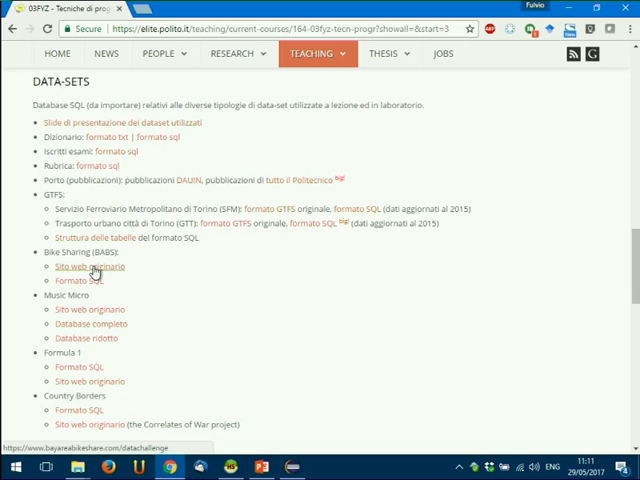 03FYZ - Tecniche di prog
Fulvio
Secure
https://elite.polito.it/teaching/current-courses/164-03fyz-tecn-progr?showall=&start=3
HOME NEWS PEOPLE RESEARCH TEACHING THESIS JOBS
DATA-SETS
Database SQL (da importare) relativi alle diverse tipologie di data-set utilizzate a lezione ed in laboratorio.
Slide di presentazione dei dataset utilizzati
Dizionario: formato txt | formato sql
Iscritti esami: formato sql
Rubrica: formato sql
Porto (pubblicazioni): pubblicazioni DAUIN, pubblicazioni di tutto il Politecnico big!
GTFS:
Servizio Ferroviario Metropolitano di Torino (SFM): formato GTFS originale, formato SQL (dati aggiornati al 2015)
Trasporto urbano città di Torino (GTT): formato GTFS originale, formato SQL big! (dati aggiornati al 2015)
Struttura delle tabelle del formato SQL
Bike Sharing (BABS):
Sito web originario
Formato SQL
Music Micro
Sito web originario
Database completo
Database ridotto
Formula 1
Formato SQL
Sito web originario
Country Borders
Formato SQL
Sito web originario (the Correlates of War project)
https://www.bayareabikeshare.com/datachallenge
11:11
29/05/2017